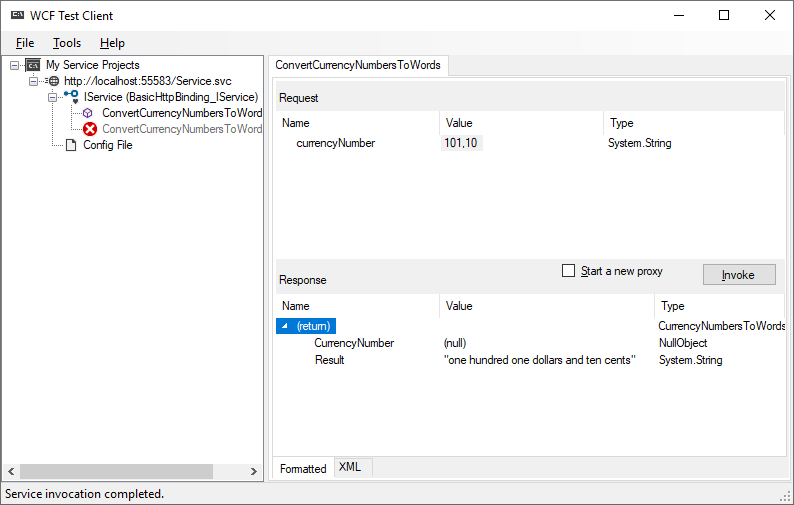 WCF Test Client
File Tools Help
My Service Projects
http://localhost:55583/Service.svc
IService (BasicHttpBinding_IService)
ConvertCurrencyNumbersToWord
ConvertCurrencyNumbersToWord
Config File
ConvertCurrencyNumbersToWords
Request
Name Value Type
currencyNumber 101,10 System.String
Response Start a new proxy Invoke
Name Value Type
(return) CurrencyNumbersToWords
CurrencyNumber (null) NullObject
Result "one hundred one dollars and ten cents" System.String
Formatted XML
Service invocation completed.